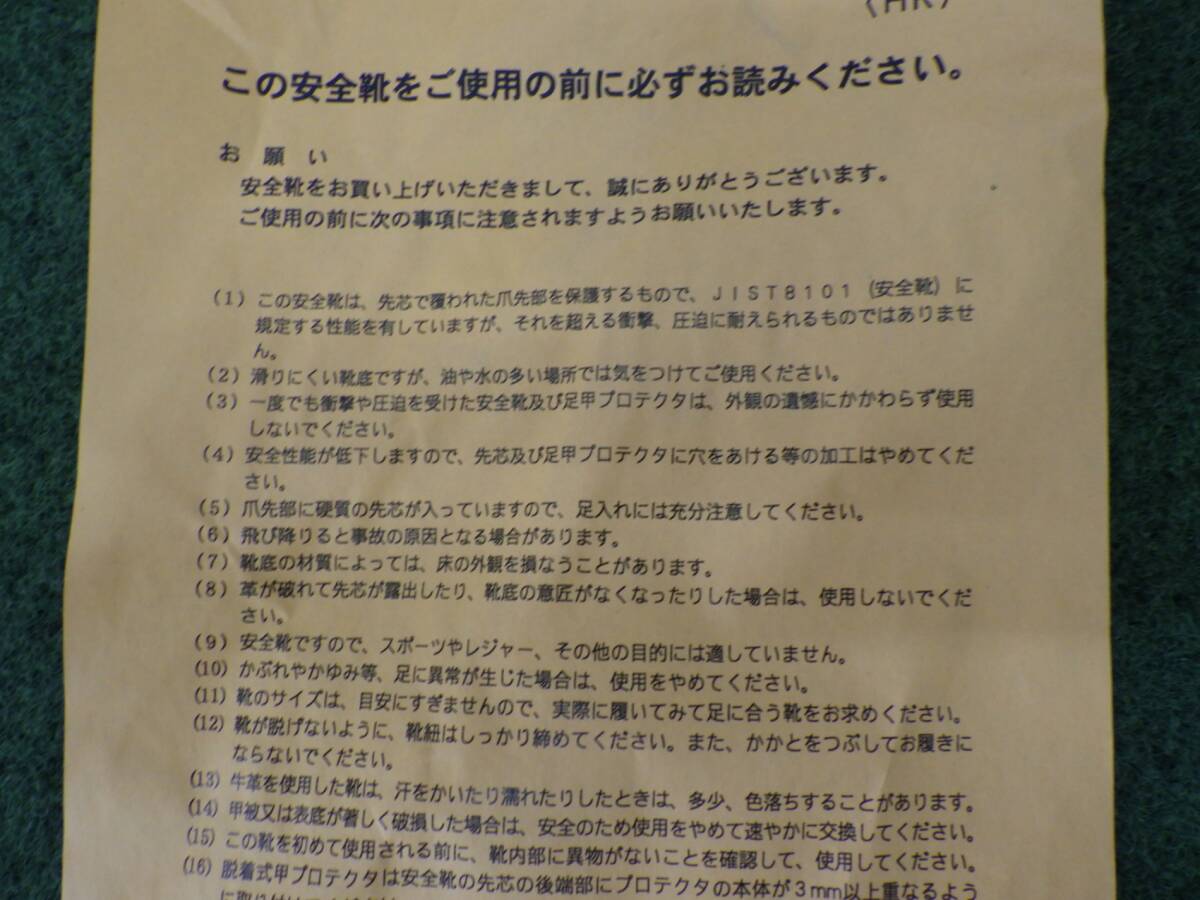 〈HR〉
この安全靴をご使用の前に必ずお読みください。
お願い
安全靴をお買い上げいただきまして、誠にありがとうございます。
ご使用の前に次の事項に注意されますようお願いいたします。
(1) この安全靴は、先芯で覆われた爪先部を保護するもので、JIST8101(安全靴)に
規定する性能を有していますが、それを超える衝撃、圧迫に耐えられるものではありませ
ん。
(2) 滑りにくい靴底ですが、油や水の多い場所では気をつけてご使用ください。
(3) 一度でも衝撃や圧迫を受けた安全靴及び足甲プロテクタは、外観の遺憾にかかわらず使用
しないでください。
(4) 安全性能が低下しますので、先芯及び足甲プロテクタに穴をあける等の加工はやめてくだ
さい。
(5) 爪先部に硬質の先芯が入っていますので、足入れには充分注意してください。
(6) 飛び降りると事故の原因となる場合があります。
(7) 靴底の材質によっては、床の外観を損なうことがあります。
(8) 革が破れて先芯が露出したり、靴底の意匠がなくなったりした場合は、使用しないでくだ
さい。
(9) 安全靴ですので、スポーツやレジャー、その他の目的には適していません。
(10) かぶれやかゆみ等、足に異常が生じた場合は、使用をやめてください。
(11) 靴のサイズは、目安にすぎませんので、実際に履いてみて足に合う靴をお求めください。
(12) 靴が脱げないように、靴紐はしっかり締めてください。また、かかとをつぶしてお履きに
ならないでください。
(13) 牛革を使用した靴は、汗をかいたり濡れたりしたときは、多少、色落ちすることがあります。
(14) 甲被又は表底が著しく破損した場合は、安全のため使用をやめて速やかに交換してください。
(15) この靴を初めて使用される前に、靴内部に異物がないことを確認して、使用してください。
(16) 脱着式甲プロテクタは安全靴の先芯の後端部にプロテクタの本体が3mm以上重なるよう